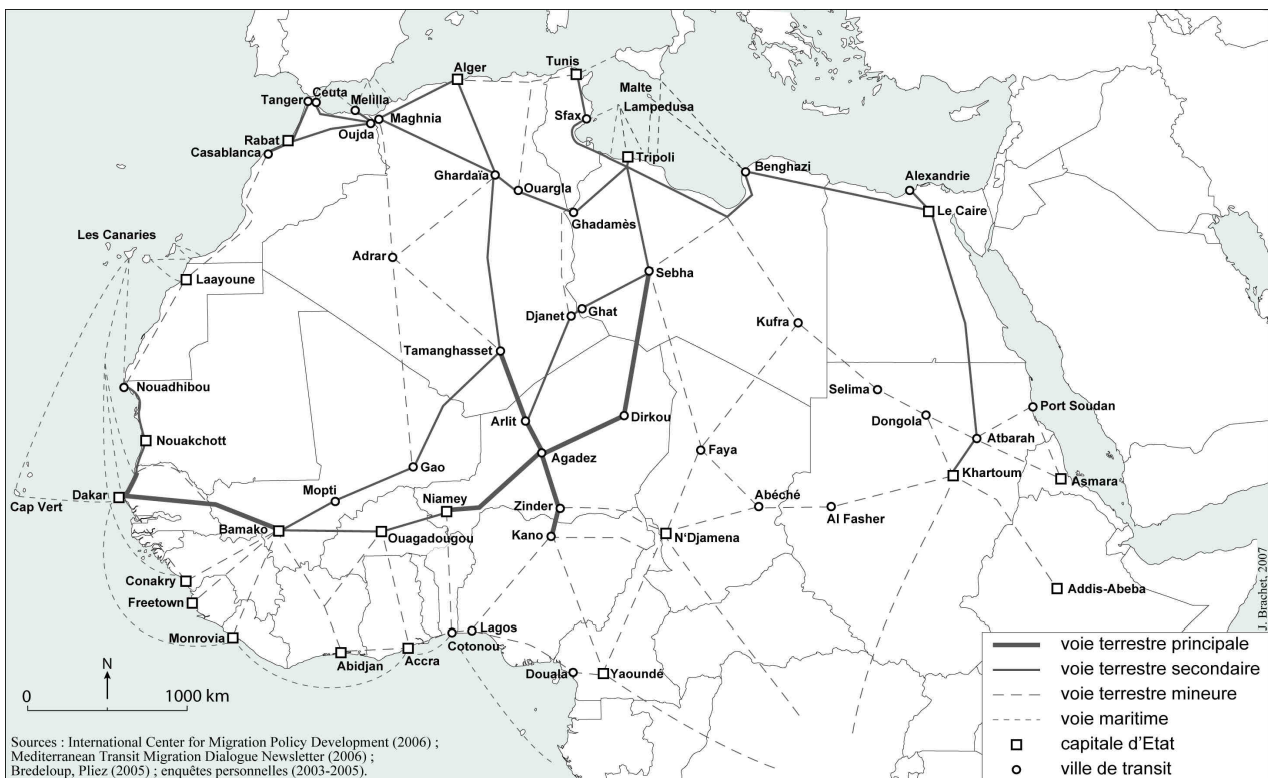 Alger
Tunis
Ceuta
Melilla
Malte
Tanger
Lampedusa
Sfax
Maghnia
Rabat
Oujda
Casablanca
Tripoli
Benghazi
Alexandrie
Ghardaïa
Ouargla
Le Caire
Ghadamès
Les Canaries
Adrar
Laayoune
Sebha
Ghat
Djanet
Kufra
Tamanghasset
Nouadhibou
Selima
Port Soudan
Dongola
Arlit
Dirkou
Nouakchott
Atbarah
Agadez
Faya
Gao
Khartoum
Asmara
Mopti
Niamey
Dakar
Cap Vert
Abéché
Zinder
Al Fasher
Bamako
Ouagadougou
Kano
N'Djamena
Conakry
Addis-Abeba
Freetown
Lagos
Monrovia
Cotonou
Abidjan
Accra
Douala
Yaoundé
J. Brachet, 2007
N
0 1000 km
voie terrestre principale
voie terrestre secondaire
voie terrestre mineure
voie maritime
capitale d'Etat
ville de transit
Sources : International Center for Migration Policy Development (2006) ;
Mediterranean Transit Migration Dialogue Newsletter (2006) ;
Bredeloup, Pliez (2005) ; enquêtes personnelles (2003-2005).